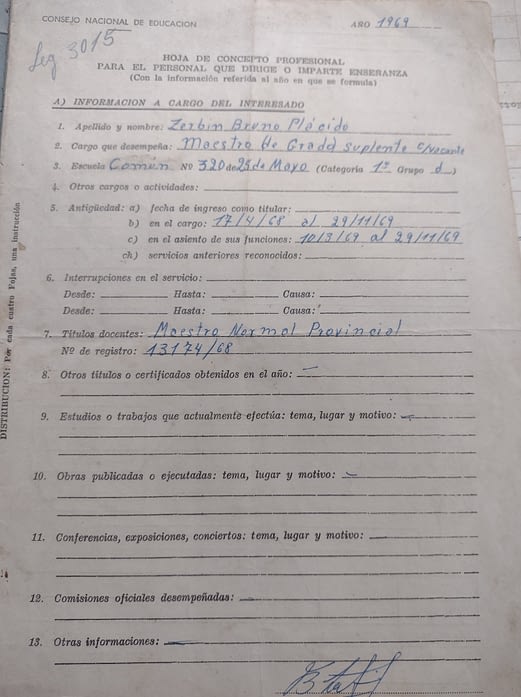 CONSEJO NACIONAL DE EDUCACION
AÑO 1969
Leg 3015
HOJA DE CONCEPTO PROFESIONAL
PARA EL PERSONAL QUE DIRIGE O IMPARTE ENSEÑANZA
(Con la información referida al año en que se formula)
A) INFORMACION A CARGO DEL INTERESADO
1. Apellido y nombre: Zerbin Bruno Plácido
2. Cargo que desempeña: Maestro de Grado suplente c/vacante
3. Escuela Común Nº 320 de 25 de Mayo (Categoría 1º Grupo d)
4. Otros cargos o actividades:
5. Antigüedad: a) fecha de ingreso como titular:
b) en el cargo: 17/4/68 al 29/11/69
c) en el asiento de sus funciones: 10/3/69 al 29/11/69
ch) servicios anteriores reconocidos:
6. Interrupciones en el servicio:
Desde: Hasta: Causa:
Desde: Hasta: Causa:
7. Títulos docentes: Maestro Normal Provincial
Nº de registro: 13174/68
8. Otros títulos o certificados obtenidos en el año: —
9. Estudios o trabajos que actualmente efectúa: tema, lugar y motivo: —
10. Obras publicadas o ejecutadas: tema, lugar y motivo: —
11. Conferencias, exposiciones, conciertos: tema, lugar y motivo:
12. Comisiones oficiales desempeñadas: —
13. Otras informaciones: —
DISTRIBUCION: Por cada cuatro Fojas, una instrucción